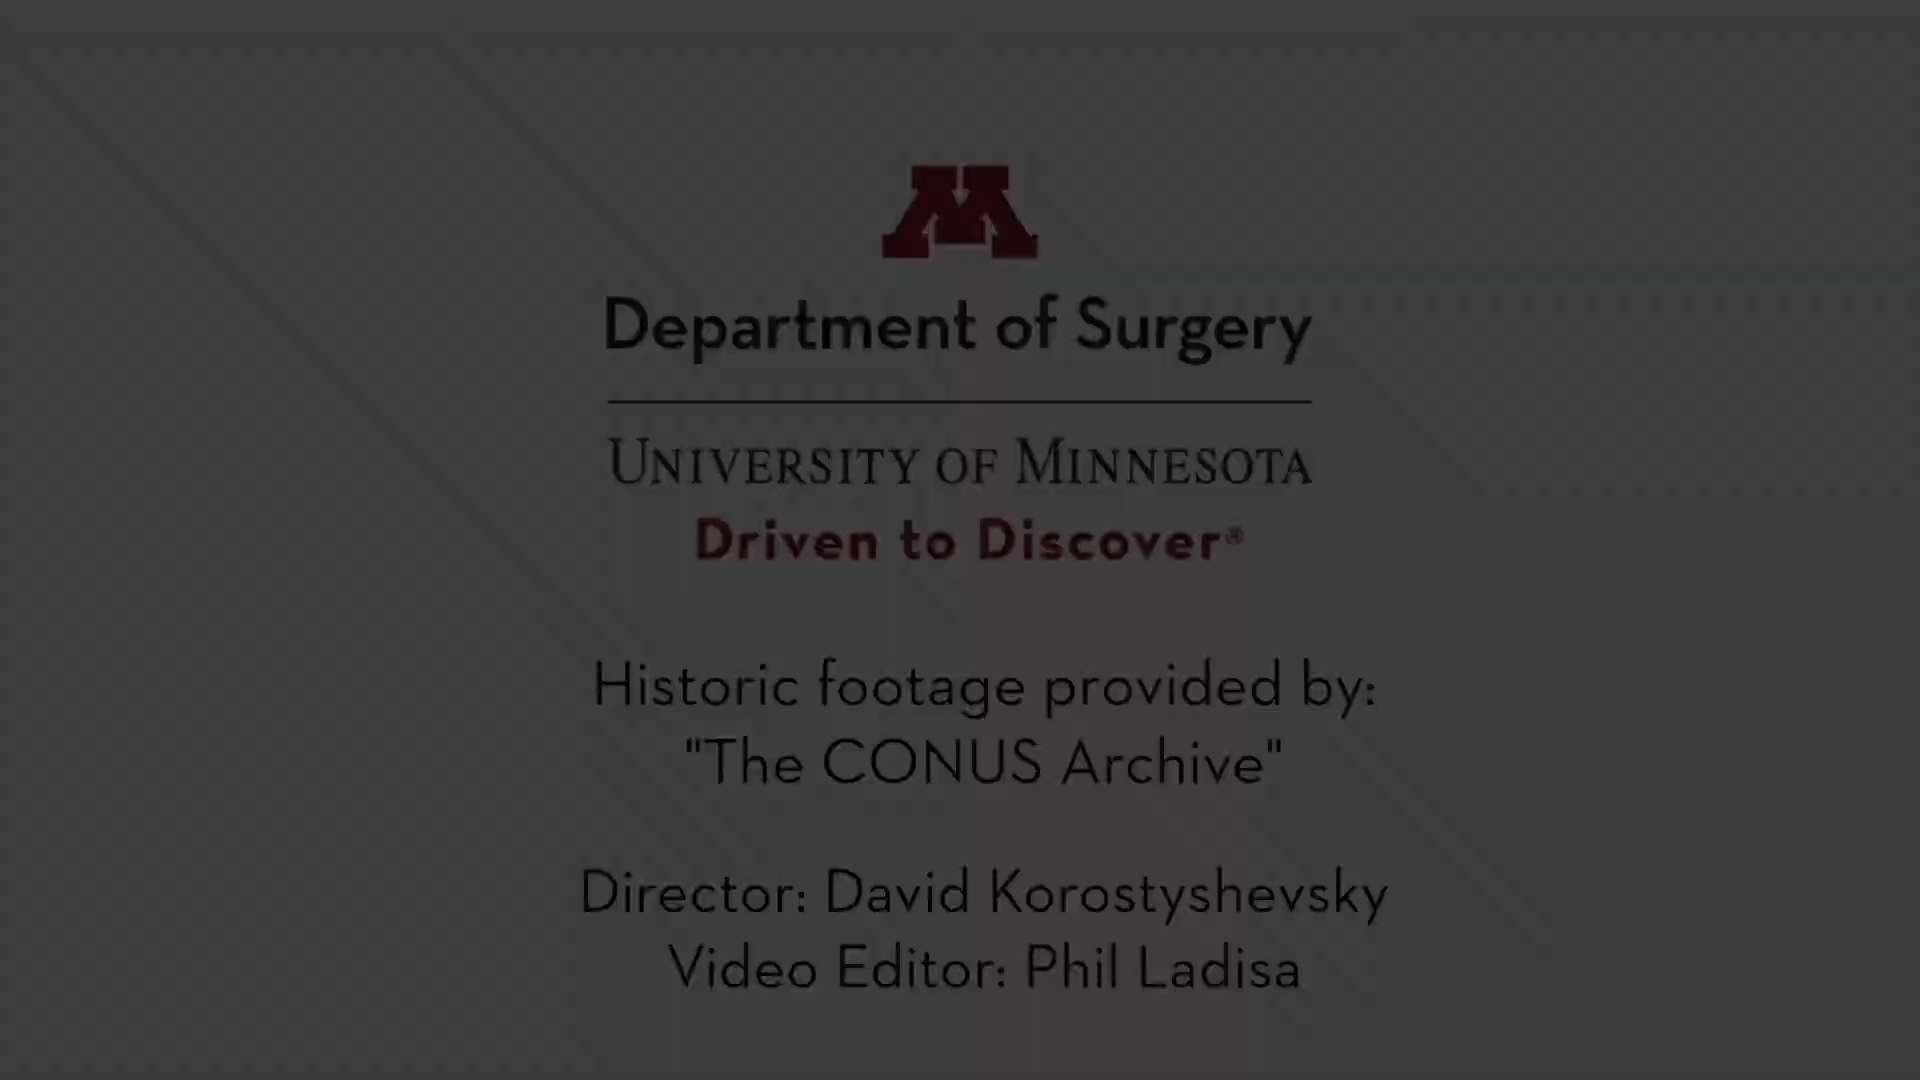 M
Department of Surgery
UNIVERSITY OF MINNESOTA
Driven to Discover®
Historic footage provided by:
"The CONUS Archive"
Director: David Korostyshevsky
Video Editor: Phil Ladisa